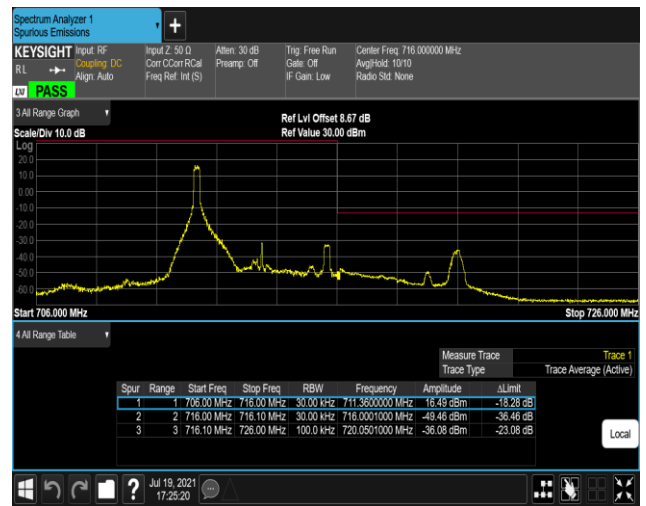 Spectrum Analyzer 1
Spurious Emissions
+
KEYSIGHT Input: RF Input Z: 50 Ω Atten: 30 dB Trig: Free Run Center Freq: 716.000000 MHz
RL Coupling: DC Corr CCorr RCal Preamp: Off Gate: Off Avg|Hold: 10/10
Align: Auto Freq Ref: Int (S) IF Gain: Low Radio Std: None
LXI PASS
3 All Range Graph
Ref Lvl Offset 8.67 dB
Scale/Div 10.0 dB Ref Value 30.00 dBm
Log
20.0
10.0
0.00
-10.0
-20.0
-30.0
-40.0
-50.0
-60.0
Start 706.000 MHz Stop 726.000 MHz
4 All Range Table
Measure Trace Trace 1
Trace Type Trace Average (Active)
Spur Range Start Freq Stop Freq RBW Frequency Amplitude ΔLimit
1 1 706.00 MHz 716.00 MHz 30.00 kHz 711.3600000 MHz 16.49 dBm -18.28 dB
2 2 716.00 MHz 716.10 MHz 30.00 kHz 716.0001000 MHz -49.46 dBm -36.46 dB
3 3 716.10 MHz 726.00 MHz 100.0 kHz 720.0501000 MHz -36.08 dBm -23.08 dB
Local
? Jul 19, 2021
17:25:20